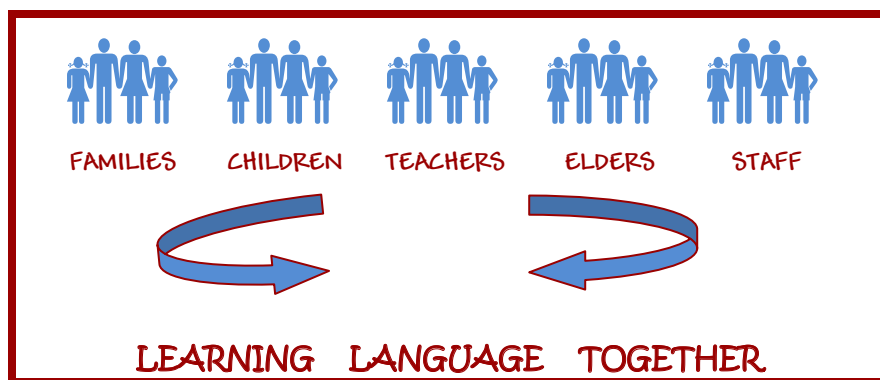 FAMILIES CHILDREN TEACHERS ELDERS STAFF
LEARNING LANGUAGE TOGETHER